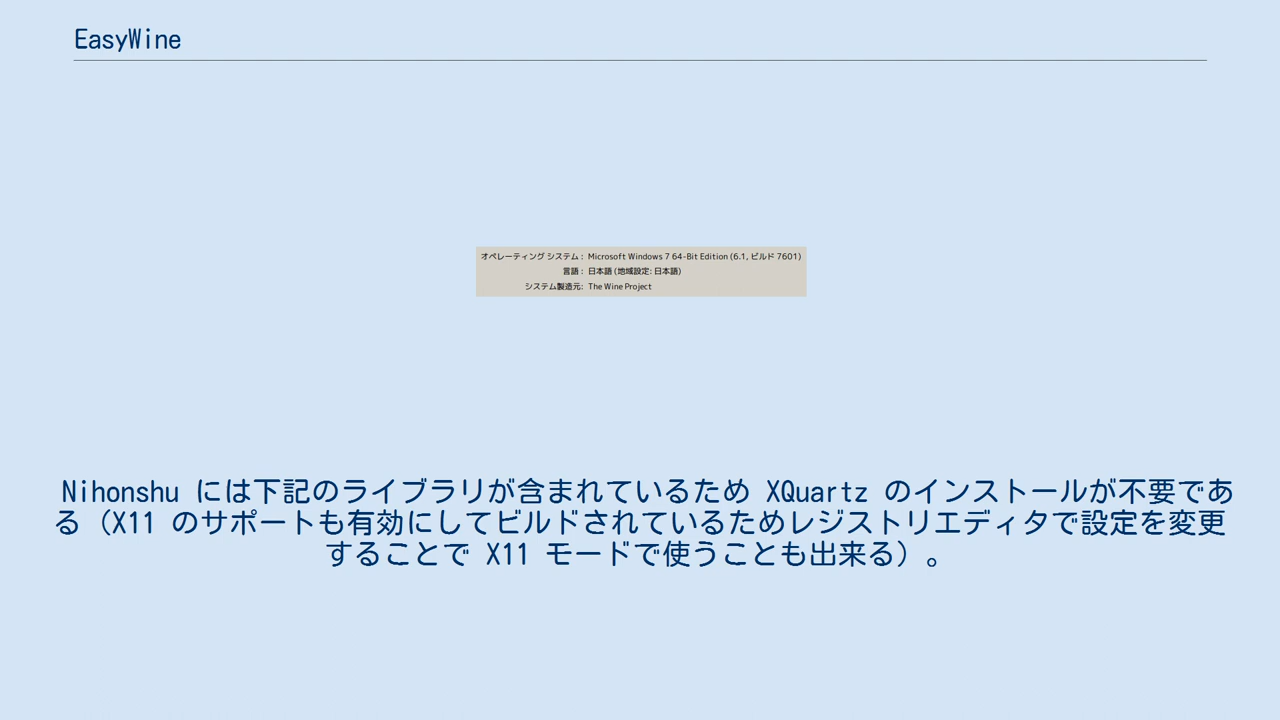 EasyWine
オペレーティング システム : Microsoft Windows 7 64-Bit Edition (6.1, ビルド 7601)
言語 : 日本語 (地域設定: 日本語)
システム製造元: The Wine Project
Nihonshu には下記のライブラリが含まれているため XQuartz のインストールが不要であ
る（X11 のサポートも有効にしてビルドされているためレジストリエディタで設定を変更
することで X11 モードで使うことも出来る）。